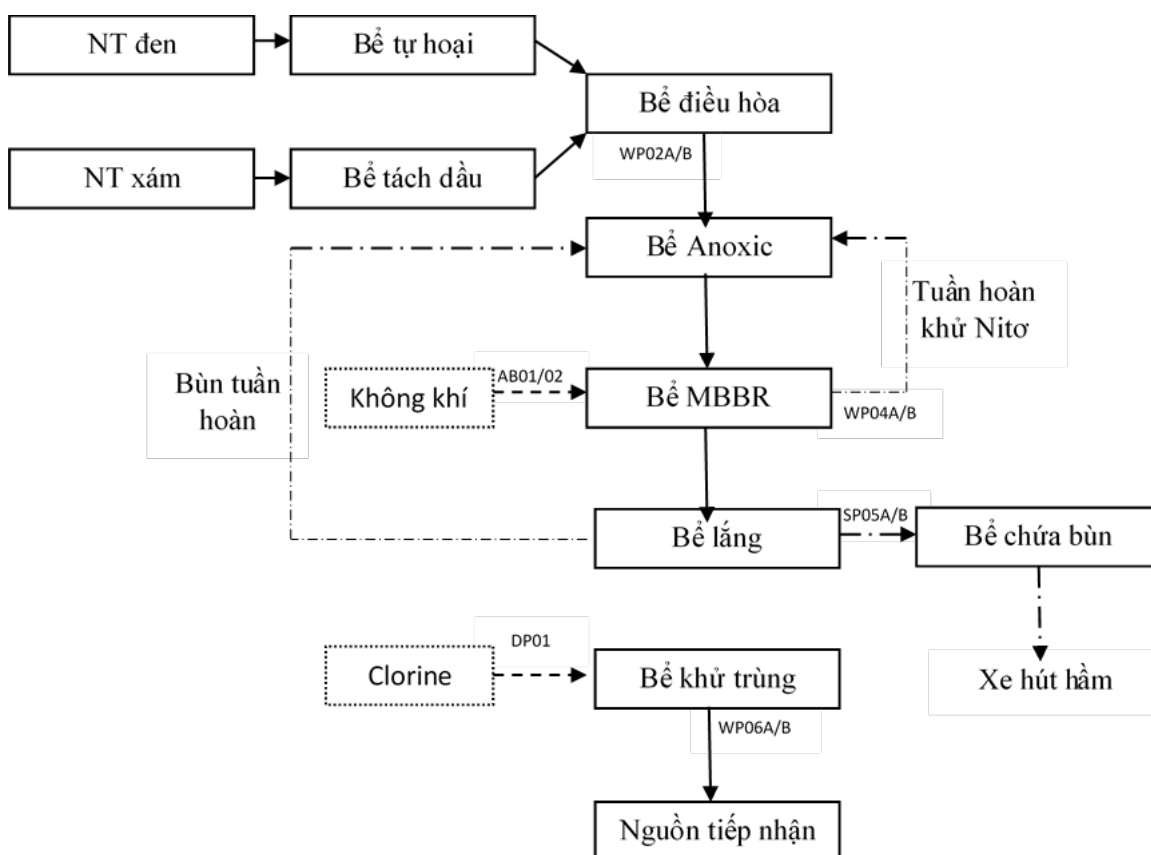 NT đen
Bể tự hoại
Bể điều hòa
WP02A/B
NT xám
Bể tách dầu
Bể Anoxic
Tuần hoàn
khử Nitơ
Bùn tuần
hoàn
Không khí
AB01/02
Bể MBBR
WP04A/B
Bể lắng
SP05A/B
Bể chứa bùn
Clorine
DP01
Bể khử trùng
Xe hút hầm
WP06A/B
Nguồn tiếp nhận